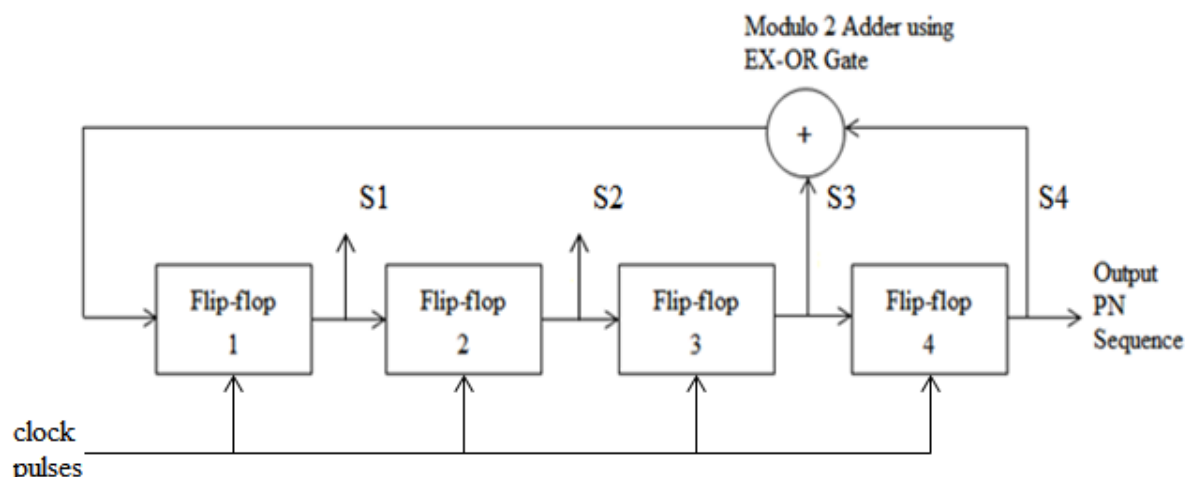 Modulo 2 Adder using
EX-OR Gate
+
S1
S2
S3
S4
Flip-flop
1
Flip-flop
2
Flip-flop
3
Flip-flop
4
Output
PN
Sequence
clock
pulses